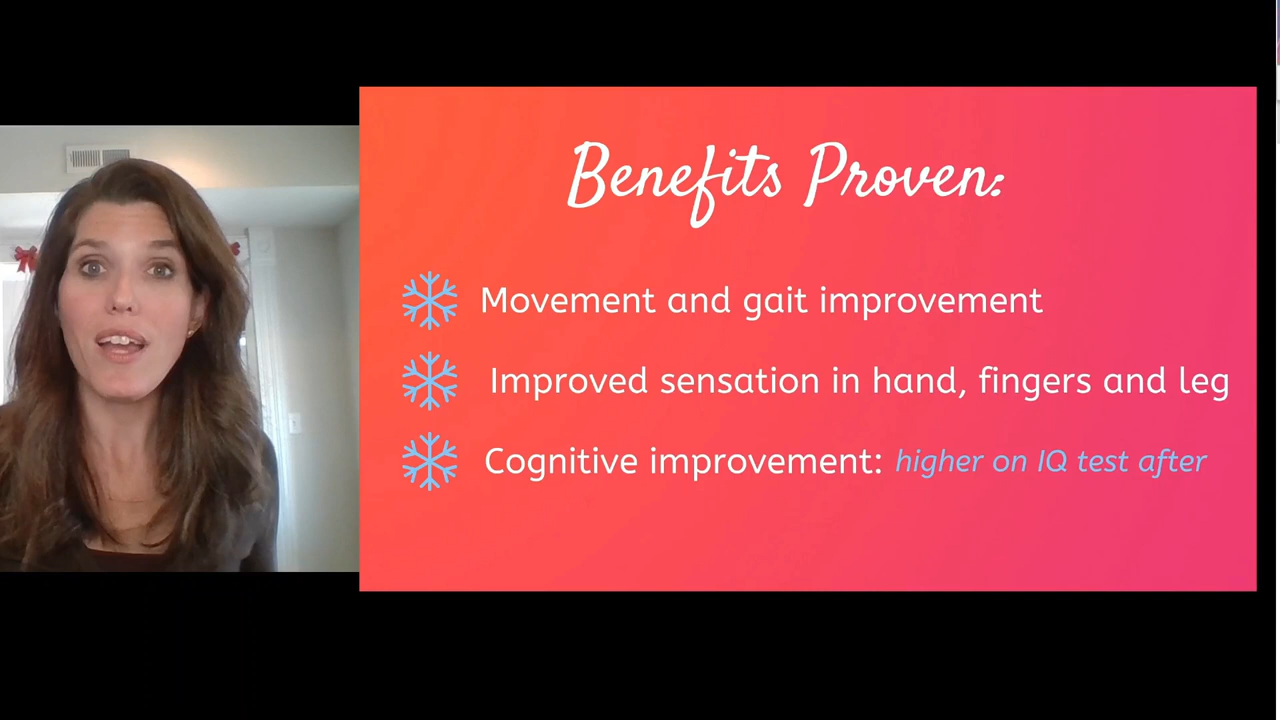 Benefits Proven:
Movement and gait improvement
Improved sensation in hand, fingers and leg
Cognitive improvement: higher on IQ test after